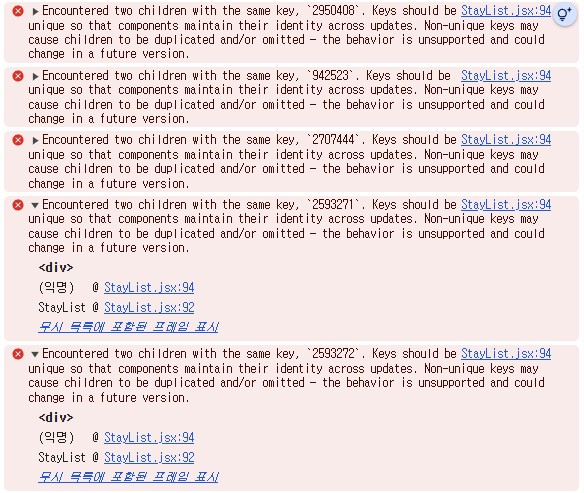 ▶Encountered two children with the same key, `2950408`. Keys should be StayList.jsx:94
unique so that components maintain their identity across updates. Non-unique keys may
cause children to be duplicated and/or omitted — the behavior is unsupported and could
change in a future version.
▶Encountered two children with the same key, `942523`. Keys should be StayList.jsx:94
unique so that components maintain their identity across updates. Non-unique keys may
cause children to be duplicated and/or omitted — the behavior is unsupported and could
change in a future version.
▶Encountered two children with the same key, `2707444`. Keys should be StayList.jsx:94
unique so that components maintain their identity across updates. Non-unique keys may
cause children to be duplicated and/or omitted — the behavior is unsupported and could
change in a future version.
▼Encountered two children with the same key, `2593271`. Keys should be StayList.jsx:94
unique so that components maintain their identity across updates. Non-unique keys may
cause children to be duplicated and/or omitted — the behavior is unsupported and could
change in a future version.
<div>
(익명) @ StayList.jsx:94
StayList @ StayList.jsx:92
무시 목록에 포함된 프레임 표시
▼Encountered two children with the same key, `2593272`. Keys should be StayList.jsx:94
unique so that components maintain their identity across updates. Non-unique keys may
cause children to be duplicated and/or omitted — the behavior is unsupported and could
change in a future version.
<div>
(익명) @ StayList.jsx:94
StayList @ StayList.jsx:92
무시 목록에 포함된 프레임 표시